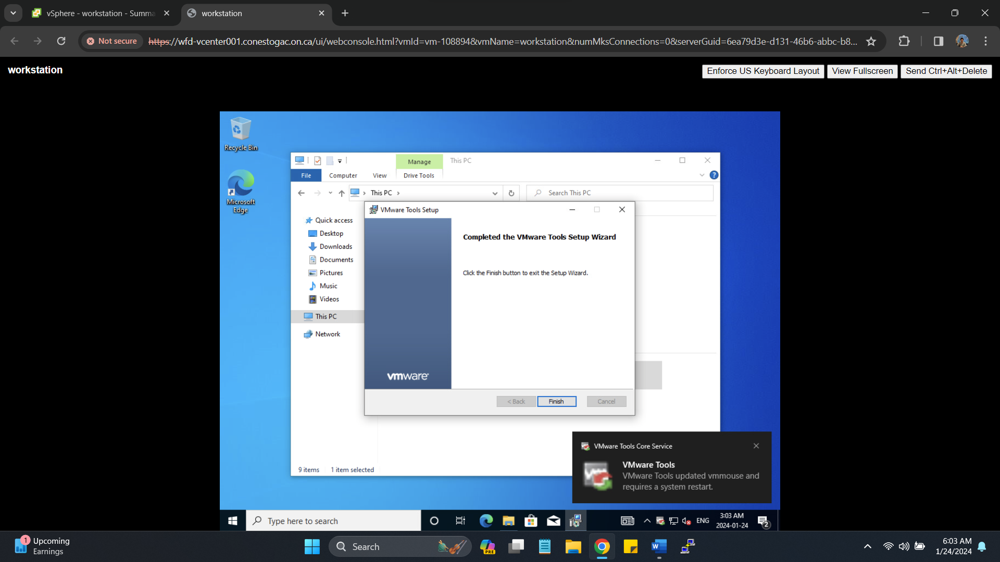 vSphere - workstation - Summa
workstation
Not secure
https://wfd-vcenter001.conestogac.on.ca/ui/webconsole.html?vmId=vm-108894&vmName=workstation&numMksConnections=0&serverGuid=6ea79d3e-d131-46b6-abbc-b8...
workstation
Enforce US Keyboard Layout
View Fullscreen
Send Ctrl+Alt+Delete
Recycle Bin
Microsoft
Edge
Manage
This PC
File
Computer
View
Drive Tools
This PC
Search This PC
Quick access
Desktop
Downloads
Documents
Pictures
Music
Videos
This PC
Network
VMware Tools Setup
Completed the VMware Tools Setup Wizard
Click the Finish button to exit the Setup Wizard.
vmware
< Back
Finish
Cancel
9 items
1 item selected
VMware Tools Core Service
VMware Tools
VMware Tools updated vmmouse and
requires a system restart.
Type here to search
ENG
3:03 AM
2024-01-24
2
1
Upcoming
Earnings
Search
PRE
6:03 AM
1/24/2024